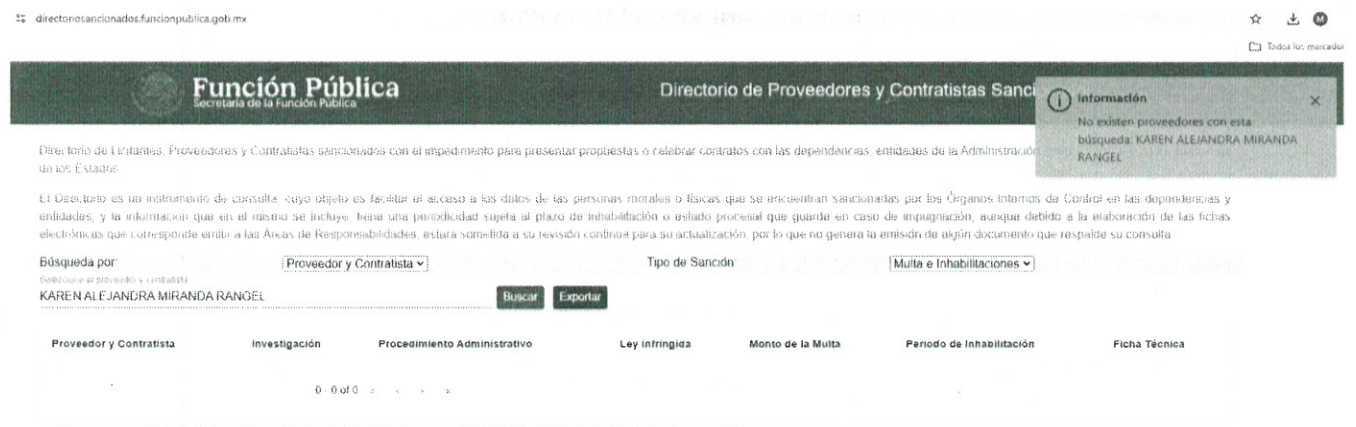 directoriosancionados.funcionpublica.gob.mx
M
Todos los marcador
Función Pública
Secretaría de la Función Pública
Directorio de Proveedores y Contratistas Sanci
Información
No existen proveedores con esta
búsqueda: KAREN ALEJANDRA MIRANDA
RANGEL
Directorio de Licitantes, Proveedores y Contratistas sancionados con el impedimento para presentar propuestas o celebrar contratos con las dependencias, entidades de la Administración
de los Estados
El Directorio es un instrumento de consulta, cuyo objeto es facilitar el acceso a los datos de las personas morales o físicas que se encuentran sancionadas por los Órganos Internos de Control en las dependencias y
entidades, y la información que en el mismo se incluye, tiene una periodicidad sujeta al plazo de inhabilitación o estado procesal que guarda en caso de impugnación, aunque debido a la elaboración de las fichas
electrónicas que corresponde emitir a las Áreas de Responsabilidades, estará sometida a su revisión continua para su actualización, por lo que no genera la emisión de algún documento que respalde su consulta
Búsqueda por: Proveedor y Contratista Tipo de Sanción: Multa e Inhabilitaciones
Seleccione el proveedor y contratista
KAREN ALEJANDRA MIRANDA RANGEL Buscar Exportar
Proveedor y Contratista Investigación Procedimiento Administrativo Ley infringida Monto de la Multa Periodo de Inhabilitación Ficha Técnica
0 - 0 of 0